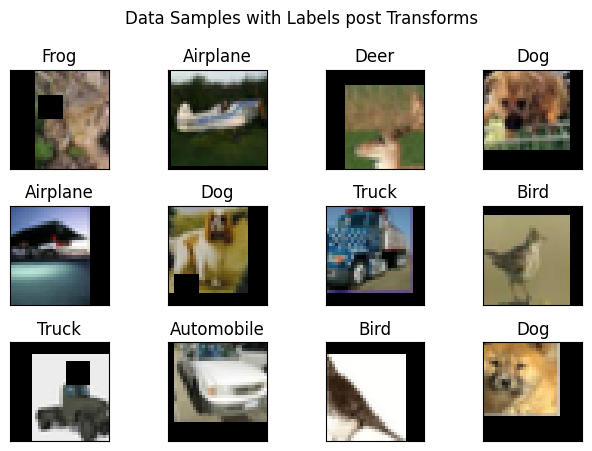 Data Samples with Labels post Transforms
Frog
Airplane
Deer
Dog
Airplane
Dog
Truck
Bird
Truck
Automobile
Bird
Dog